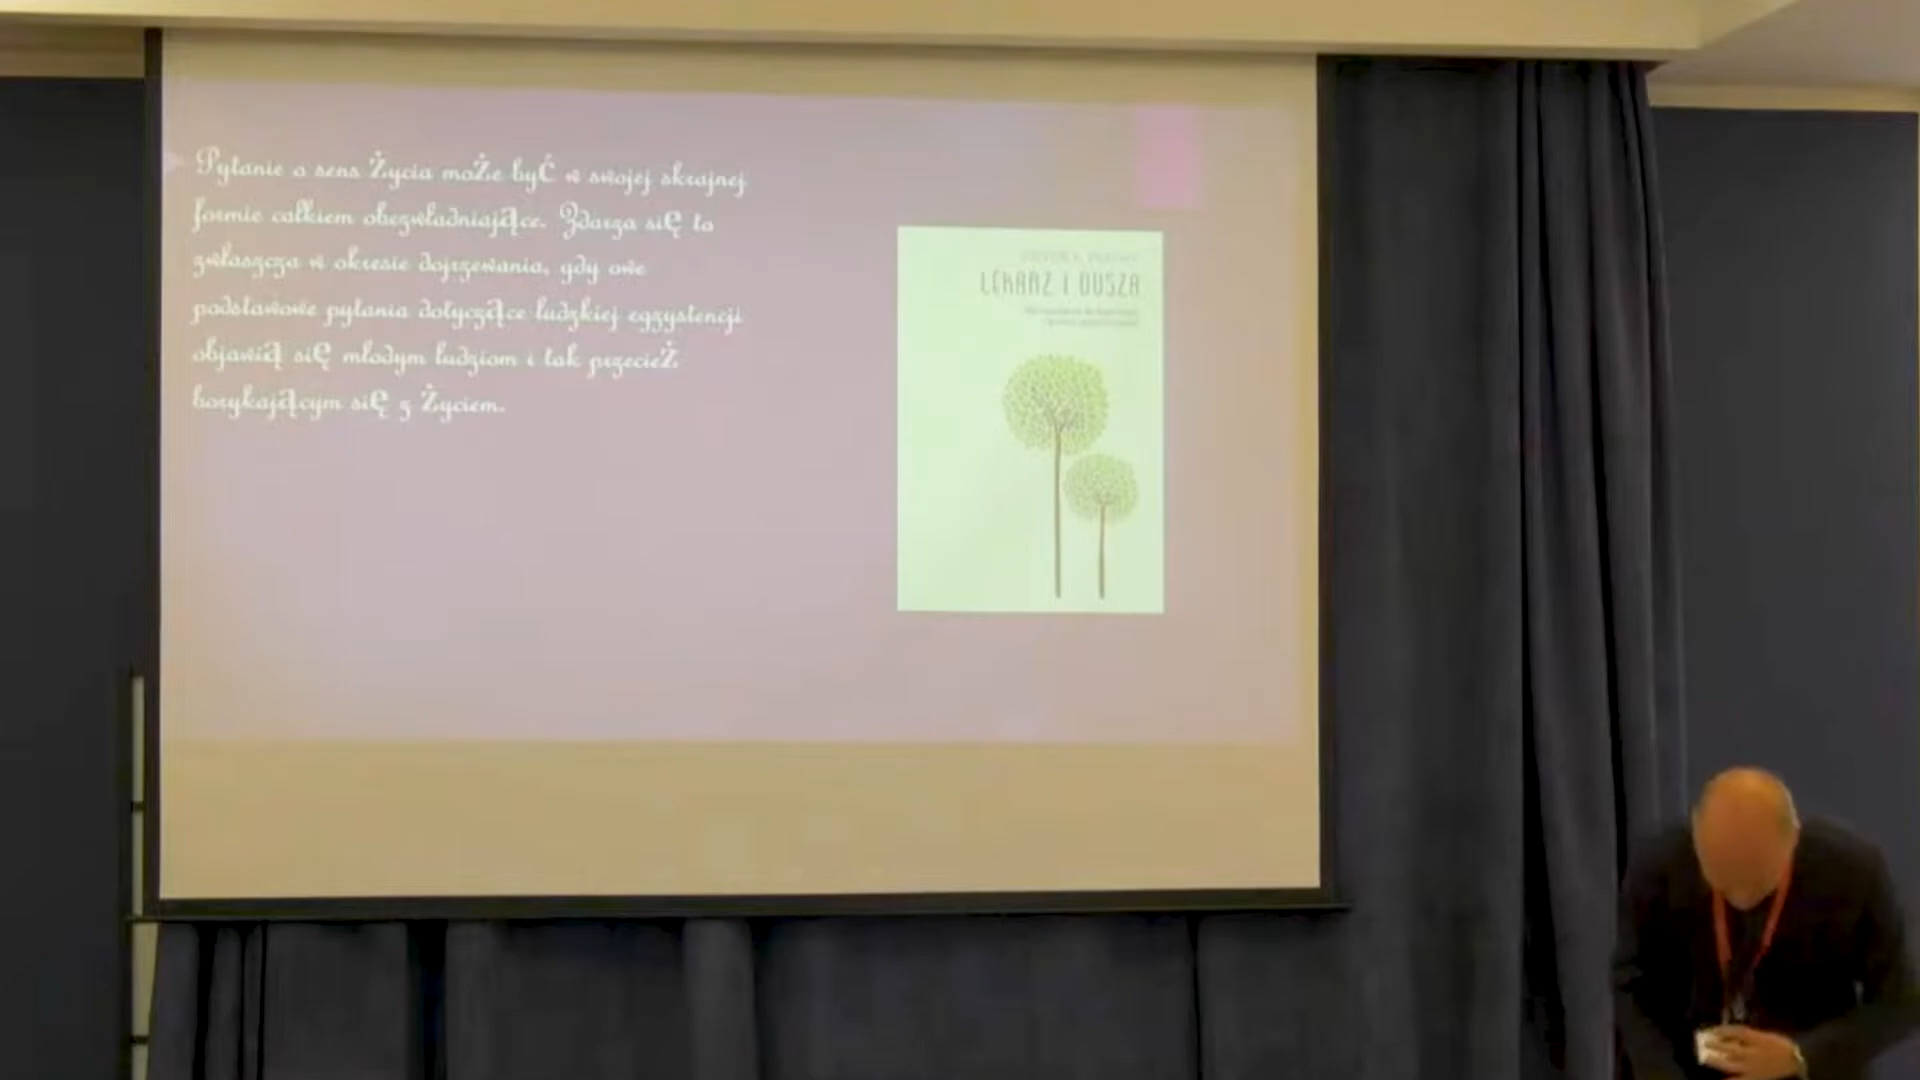 Pytanie o sens Życia moŻe byĆ w swojej skrajnej
formie całkiem obezwładniające. Zdarza się to
zwłaszcza w okresie dojrzewania, gdy owe
podstawowe pytania dotyczące ludzkiej egzystencji
objawią się młodym ludziom i tak przecieŻ
borykającym się z Życiem.
LEKARZ I DUSZA